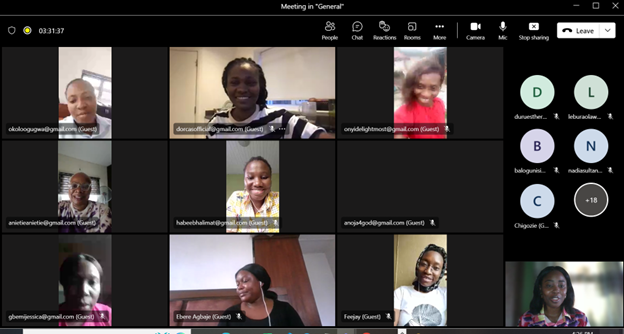 Meeting in "General"
03:31:37
People
Chat
Reactions
Rooms
More
Camera
Mic
Stop sharing
Leave
okoloogugwa@gmail.com (Guest)
dorcasofficial@gmail.com (Guest)
onyidelightmost@gmail.com (Guest)
D
L
duruesther...
leburaolaw...
anietieanietie@gmail.com (Guest)
habeebhalimat@gmail.com (Guest)
anoja4god@gmail.com (Guest)
B
N
balogunisi...
nadiasultan...
C
+18
Chigozie (G...
gbemijessica@gmail.com (Guest)
Ebere Agbaje (Guest)
Feejay (Guest)